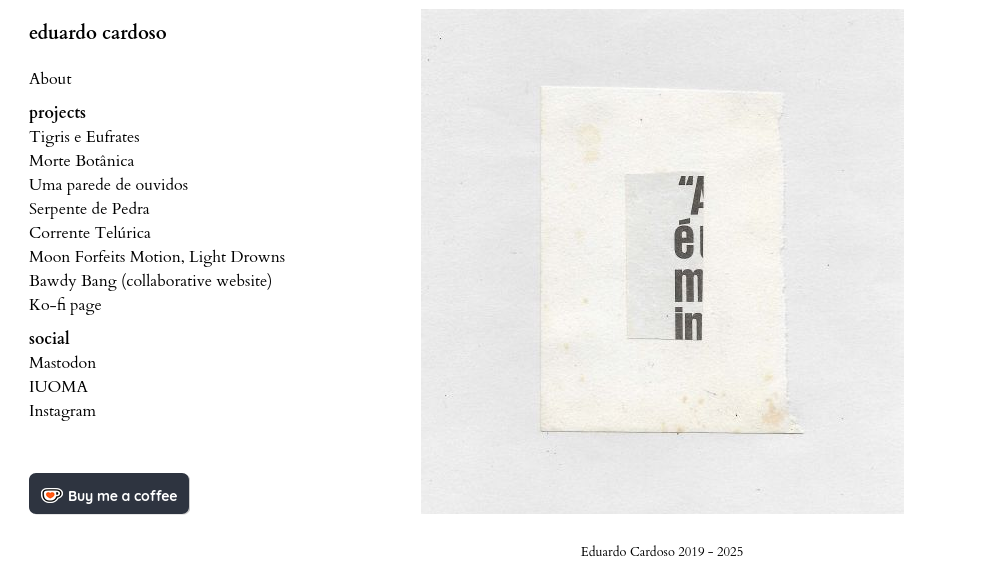 eduardo cardoso
About
projects
Tigris e Eufrates
Morte Botânica
Uma parede de ouvidos
Serpente de Pedra
Corrente Telúrica
Moon Forfeits Motion, Light Drowns
Bawdy Bang (collaborative website)
Ko-fi page
social
Mastodon
IUOMA
Instagram
Buy me a coffee
“A
é
m
in
Eduardo Cardoso 2019 - 2025